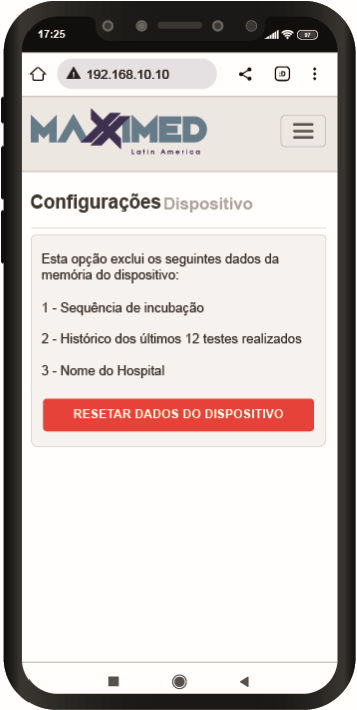 17:25
97
192.168.10.10
:D
MAXXIMED
Latin America
Configurações Dispositivo
Esta opção exclui os seguintes dados da
memória do dispositivo:
1 - Sequência de incubação
2 - Histórico dos últimos 12 testes realizados
3 - Nome do Hospital
RESETAR DADOS DO DISPOSITIVO